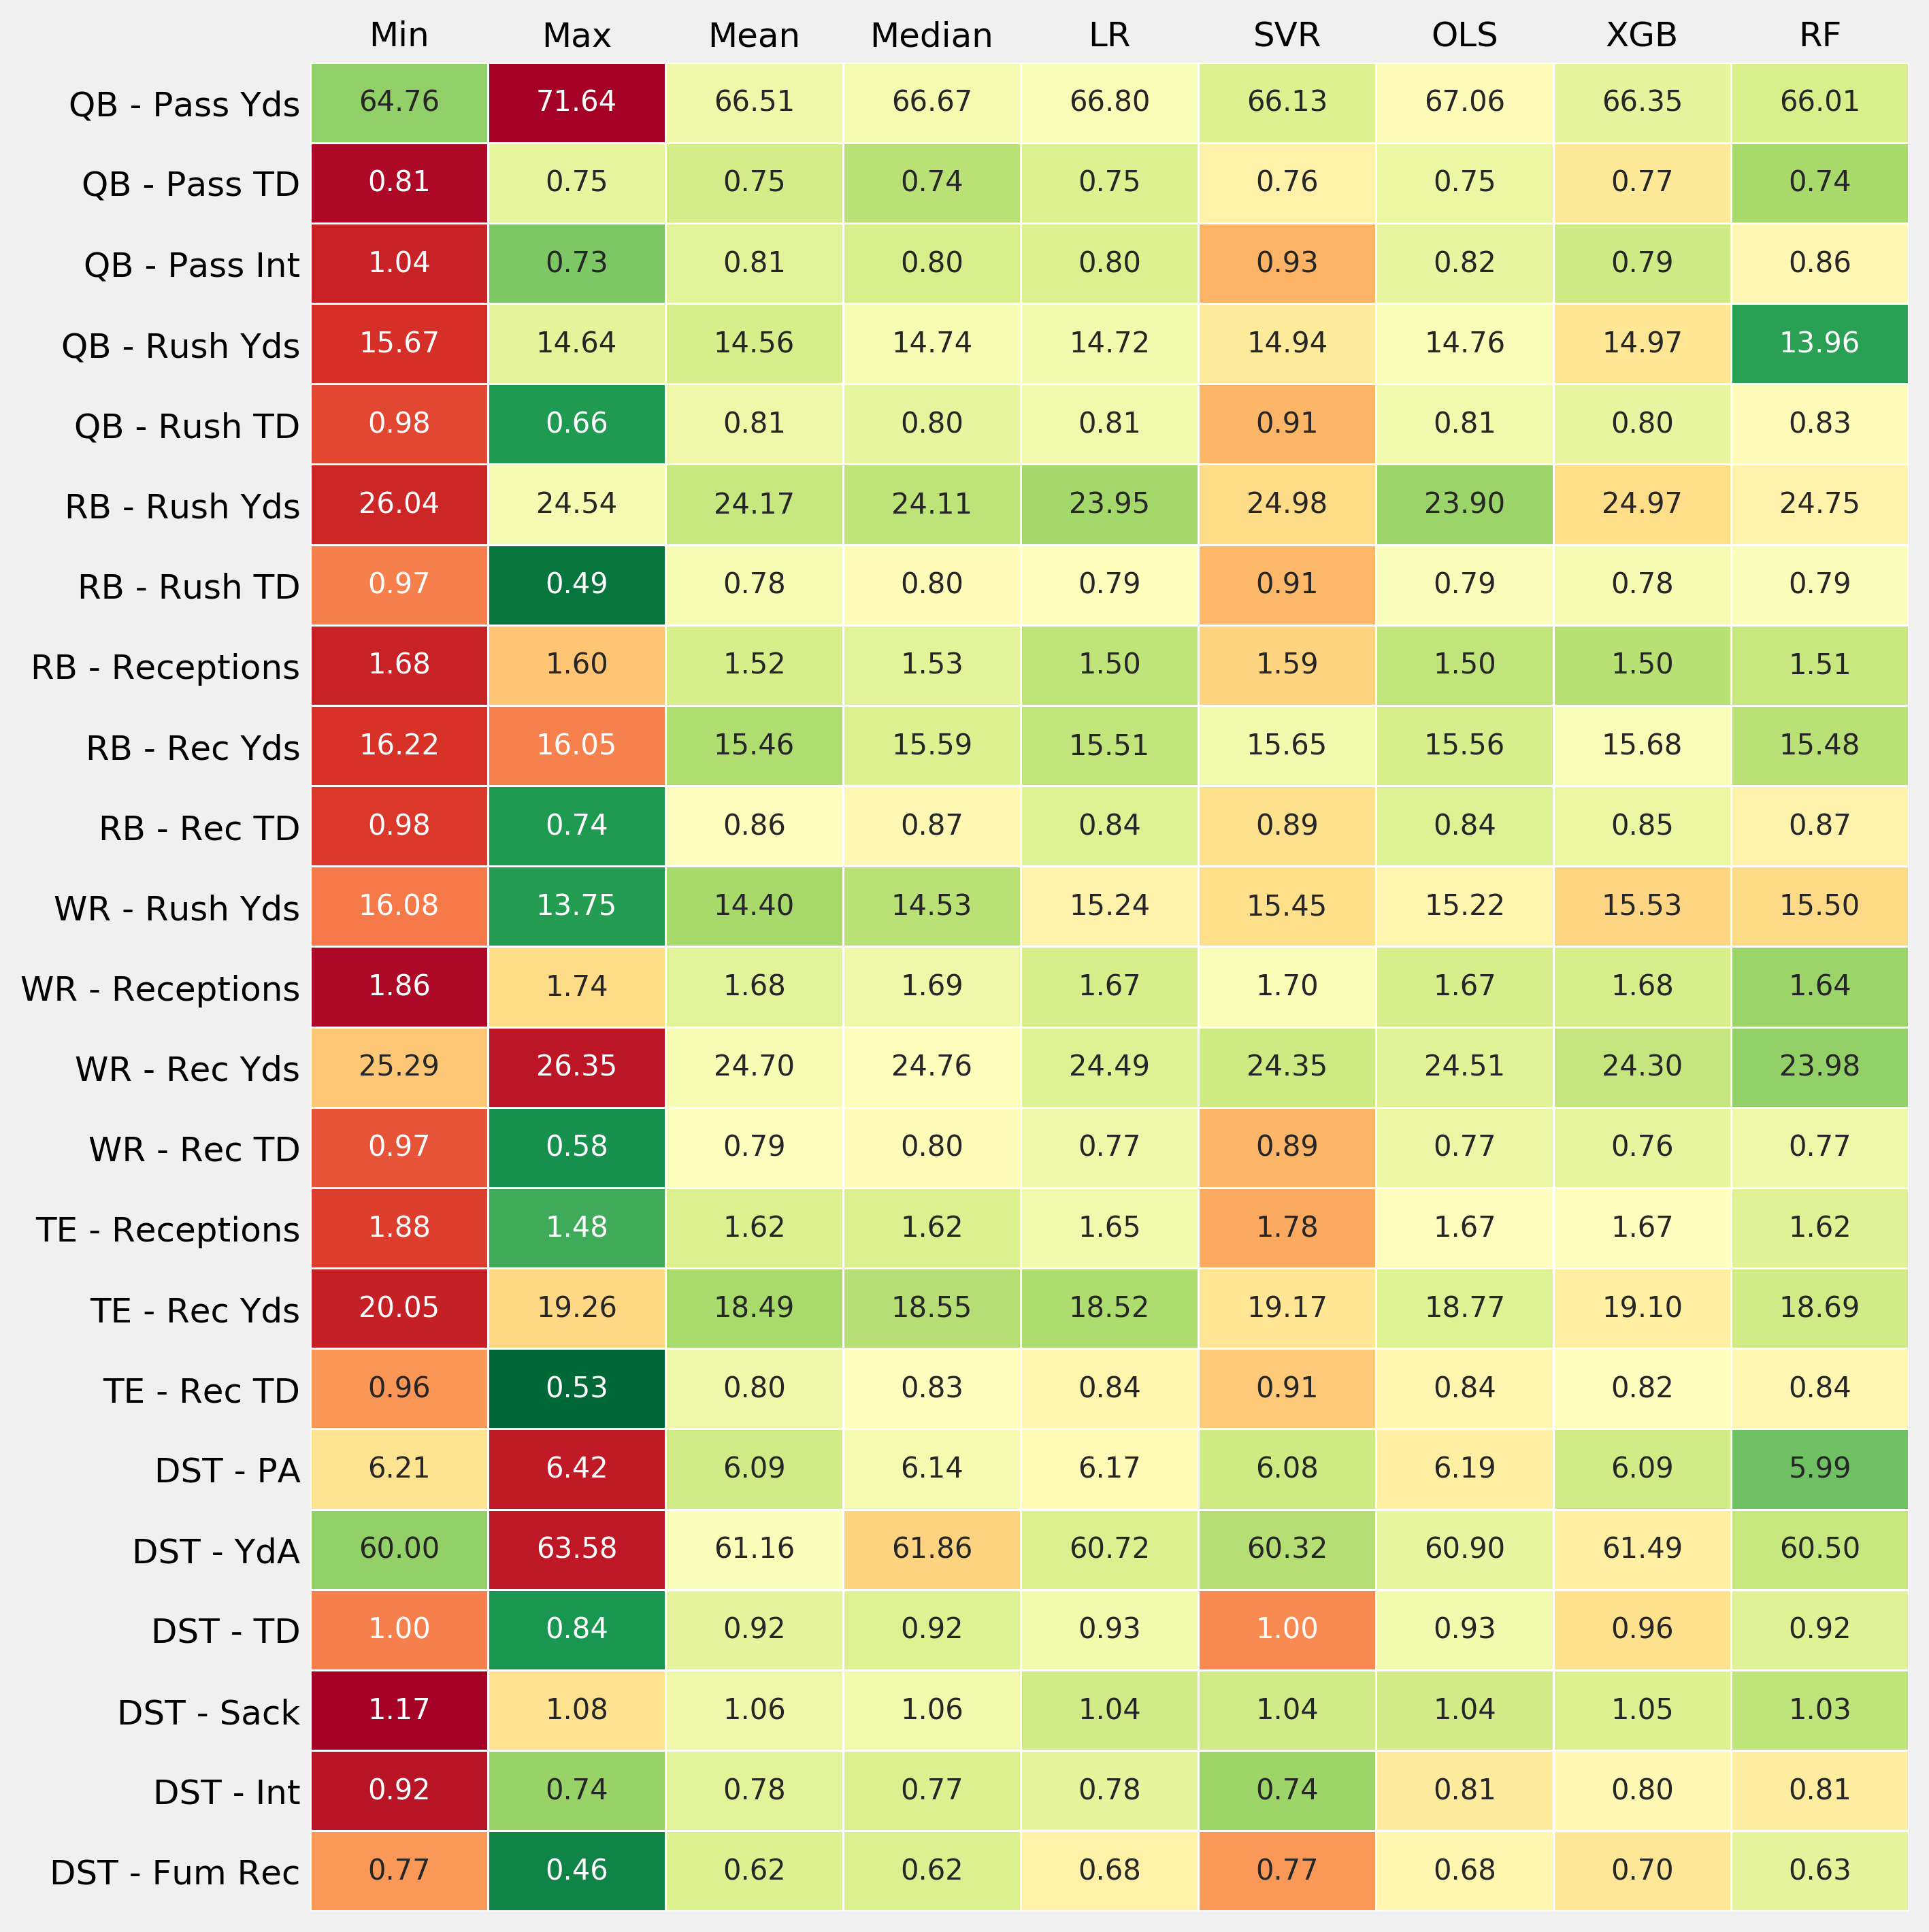 Min Max Mean Median LR SVR OLS XGB RF
QB - Pass Yds 64.76 71.64 66.51 66.67 66.80 66.13 67.06 66.35 66.01
QB - Pass TD 0.81 0.75 0.75 0.74 0.75 0.76 0.75 0.77 0.74
QB - Pass Int 1.04 0.73 0.81 0.80 0.80 0.93 0.82 0.79 0.86
QB - Rush Yds 15.67 14.64 14.56 14.74 14.72 14.94 14.76 14.97 13.96
QB - Rush TD 0.98 0.66 0.81 0.80 0.81 0.91 0.81 0.80 0.83
RB - Rush Yds 26.04 24.54 24.17 24.11 23.95 24.98 23.90 24.97 24.75
RB - Rush TD 0.97 0.49 0.78 0.80 0.79 0.91 0.79 0.78 0.79
RB - Receptions 1.68 1.60 1.52 1.53 1.50 1.59 1.50 1.50 1.51
RB - Rec Yds 16.22 16.05 15.46 15.59 15.51 15.65 15.56 15.68 15.48
RB - Rec TD 0.98 0.74 0.86 0.87 0.84 0.89 0.84 0.85 0.87
WR - Rush Yds 16.08 13.75 14.40 14.53 15.24 15.45 15.22 15.53 15.50
WR - Receptions 1.86 1.74 1.68 1.69 1.67 1.70 1.67 1.68 1.64
WR - Rec Yds 25.29 26.35 24.70 24.76 24.49 24.35 24.51 24.30 23.98
WR - Rec TD 0.97 0.58 0.79 0.80 0.77 0.89 0.77 0.76 0.77
TE - Receptions 1.88 1.48 1.62 1.62 1.65 1.78 1.67 1.67 1.62
TE - Rec Yds 20.05 19.26 18.49 18.55 18.52 19.17 18.77 19.10 18.69
TE - Rec TD 0.96 0.53 0.80 0.83 0.84 0.91 0.84 0.82 0.84
DST - PA 6.21 6.42 6.09 6.14 6.17 6.08 6.19 6.09 5.99
DST - YdA 60.00 63.58 61.16 61.86 60.72 60.32 60.90 61.49 60.50
DST - TD 1.00 0.84 0.92 0.92 0.93 1.00 0.93 0.96 0.92
DST - Sack 1.17 1.08 1.06 1.06 1.04 1.04 1.04 1.05 1.03
DST - Int 0.92 0.74 0.78 0.77 0.78 0.74 0.81 0.80 0.81
DST - Fum Rec 0.77 0.46 0.62 0.62 0.68 0.77 0.68 0.70 0.63